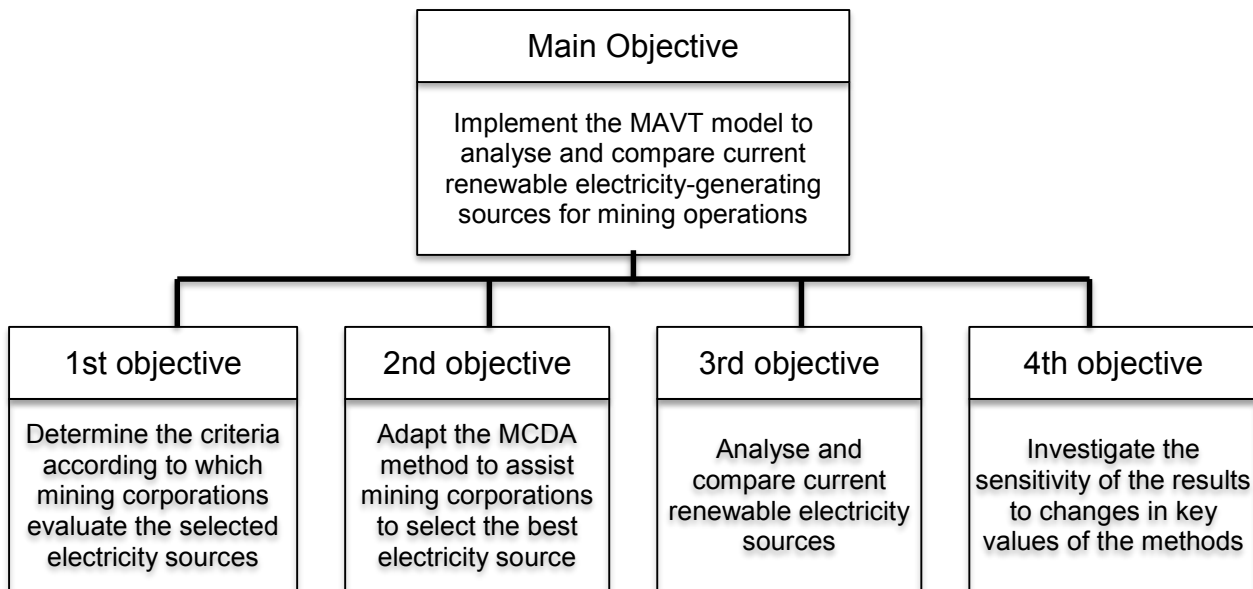 Main Objective
Implement the MAVT model to
analyse and compare current
renewable electricity-generating
sources for mining operations
1st objective
Determine the criteria
according to which
mining corporations
evaluate the selected
electricity sources
2nd objective
Adapt the MCDA
method to assist
mining corporations
to select the best
electricity source
3rd objective
Analyse and
compare current
renewable electricity
sources
4th objective
Investigate the
sensitivity of the results
to changes in key
values of the methods